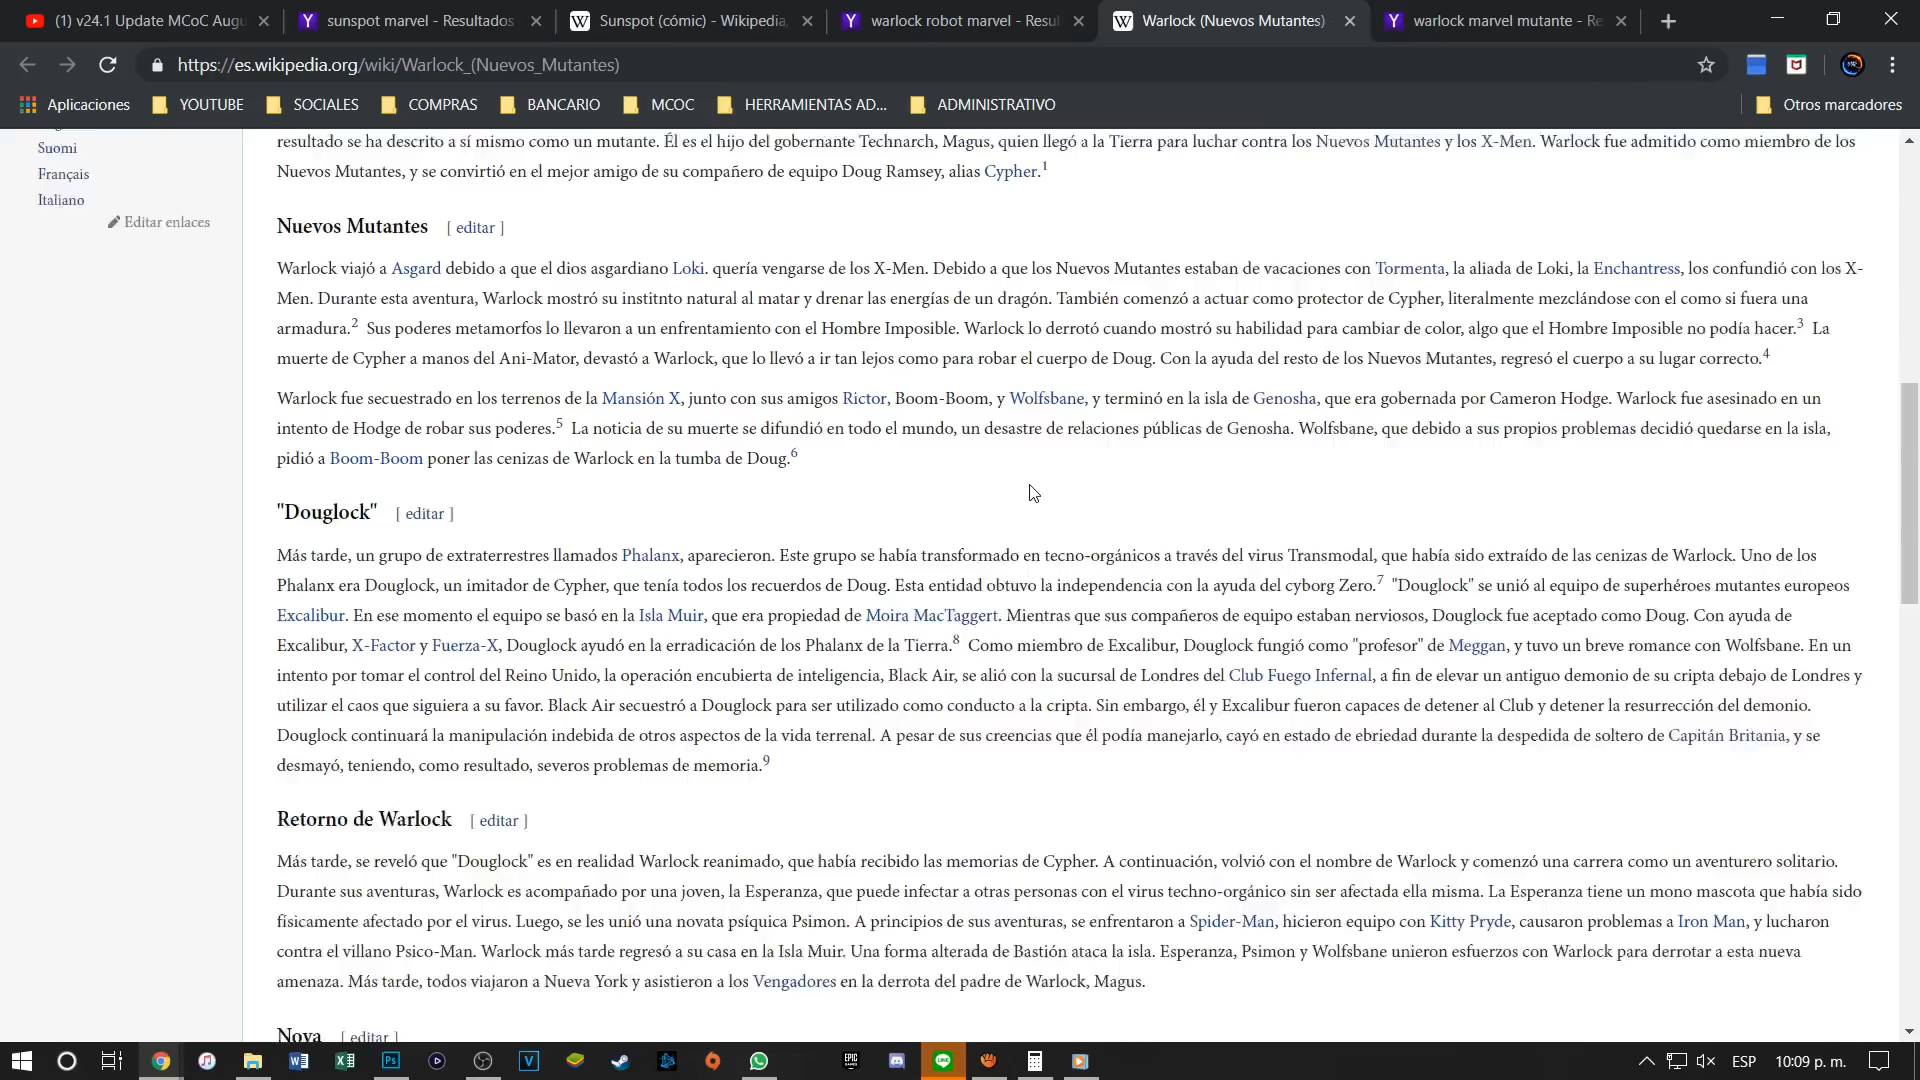 (1) v24.1 Update MCoC Augu
sunspot marvel - Resultados
Sunspot (cómic) - Wikipedia,
warlock robot marvel - Resul
Warlock (Nuevos Mutantes)
warlock marvel mutante - Re
https://es.wikipedia.org/wiki/Warlock_(Nuevos_Mutantes)
Aplicaciones YOUTUBE SOCIALES COMPRAS BANCARIO MCOC HERRAMIENTAS AD... ADMINISTRATIVO Otros marcadores
Suomi
Français
Italiano
Editar enlaces
resultado se ha descrito a sí mismo como un mutante. Él es el hijo del gobernante Technarch, Magus, quien llegó a la Tierra para luchar contra los Nuevos Mutantes y los X-Men. Warlock fue admitido como miembro de los
Nuevos Mutantes, y se convirtió en el mejor amigo de su compañero de equipo Doug Ramsey, alias Cypher.1
Nuevos Mutantes [ editar ]
Warlock viajó a Asgard debido a que el dios asgardiano Loki. quería vengarse de los X-Men. Debido a que los Nuevos Mutantes estaban de vacaciones con Tormenta, la aliada de Loki, la Enchantress, los confundió con los X-
Men. Durante esta aventura, Warlock mostró su institnto natural al matar y drenar las energías de un dragón. También comenzó a actuar como protector de Cypher, literalmente mezclándose con el como si fuera una
armadura.2 Sus poderes metamorfos lo llevaron a un enfrentamiento con el Hombre Imposible. Warlock lo derrotó cuando mostró su habilidad para cambiar de color, algo que el Hombre Imposible no podía hacer.3 La
muerte de Cypher a manos del Ani-Mator, devastó a Warlock, que lo llevó a ir tan lejos como para robar el cuerpo de Doug. Con la ayuda del resto de los Nuevos Mutantes, regresó el cuerpo a su lugar correcto.4
Warlock fue secuestrado en los terrenos de la Mansión X, junto con sus amigos Rictor, Boom-Boom, y Wolfsbane, y terminó en la isla de Genosha, que era gobernada por Cameron Hodge. Warlock fue asesinado en un
intento de Hodge de robar sus poderes.5 La noticia de su muerte se difundió en todo el mundo, un desastre de relaciones públicas de Genosha. Wolfsbane, que debido a sus propios problemas decidió quedarse en la isla,
pidió a Boom-Boom poner las cenizas de Warlock en la tumba de Doug.6
"Douglock" [ editar ]
Más tarde, un grupo de extraterrestres llamados Phalanx, aparecieron. Este grupo se había transformado en tecno-orgánicos a través del virus Transmodal, que había sido extraído de las cenizas de Warlock. Uno de los
Phalanx era Douglock, un imitador de Cypher, que tenía todos los recuerdos de Doug. Esta entidad obtuvo la independencia con la ayuda del cyborg Zero.7 "Douglock" se unió al equipo de superhéroes mutantes europeos
Excalibur. En ese momento el equipo se basó en la Isla Muir, que era propiedad de Moira MacTaggert. Mientras que sus compañeros de equipo estaban nerviosos, Douglock fue aceptado como Doug. Con ayuda de
Excalibur, X-Factor y Fuerza-X, Douglock ayudó en la erradicación de los Phalanx de la Tierra.8 Como miembro de Excalibur, Douglock fungió como "profesor" de Meggan, y tuvo un breve romance con Wolfsbane. En un
intento por tomar el control del Reino Unido, la operación encubierta de inteligencia, Black Air, se alió con la sucursal de Londres del Club Fuego Infernal, a fin de elevar un antiguo demonio de su cripta debajo de Londres y
utilizar el caos que siguiera a su favor. Black Air secuestró a Douglock para ser utilizado como conducto a la cripta. Sin embargo, él y Excalibur fueron capaces de detener al Club y detener la resurrección del demonio.
Douglock continuará la manipulación indebida de otros aspectos de la vida terrenal. A pesar de sus creencias que él podía manejarlo, cayó en estado de ebriedad durante la despedida de soltero de Capitán Britania, y se
desmayó, teniendo, como resultado, severos problemas de memoria.9
Retorno de Warlock [ editar ]
Más tarde, se reveló que "Douglock" es en realidad Warlock reanimado, que había recibido las memorias de Cypher. A continuación, volvió con el nombre de Warlock y comenzó una carrera como un aventurero solitario.
Durante sus aventuras, Warlock es acompañado por una joven, la Esperanza, que puede infectar a otras personas con el virus techno-orgánico sin ser afectada ella misma. La Esperanza tiene un mono mascota que había sido
físicamente afectado por el virus. Luego, se les unió una novata psíquica Psimon. A principios de sus aventuras, se enfrentaron a Spider-Man, hicieron equipo con Kitty Pryde, causaron problemas a Iron Man, y lucharon
contra el villano Psico-Man. Warlock más tarde regresó a su casa en la Isla Muir. Una forma alterada de Bastión ataca la isla. Esperanza, Psimon y Wolfsbane unieron esfuerzos con Warlock para derrotar a esta nueva
amenaza. Más tarde, todos viajaron a Nueva York y asistieron a los Vengadores en la derrota del padre de Warlock, Magus.
Nova [ editar ]
ESP 10:09 p. m.